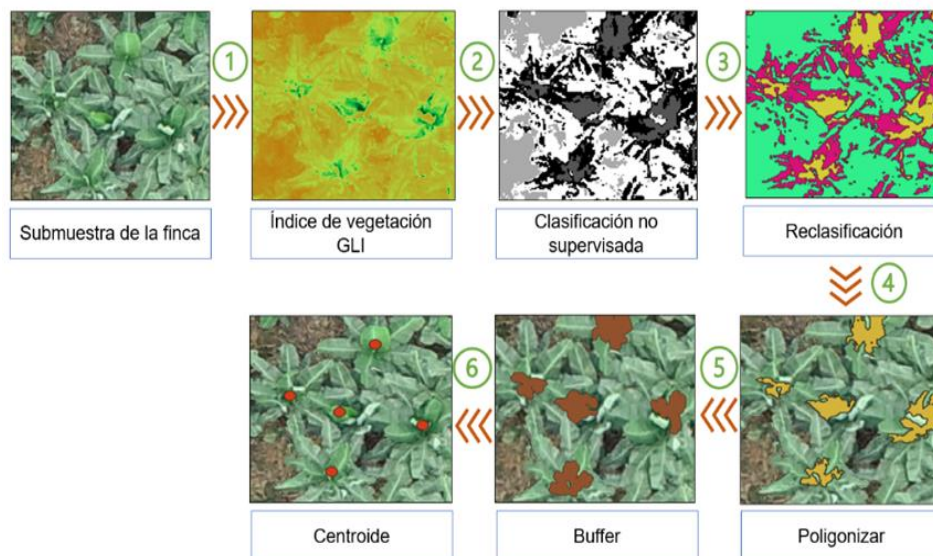 1
2
3
Submuestra de la finca
Índice de vegetación
GLI
Clasificación no
supervisada
Reclasificación
4
6
5
Centroide
Buffer
Poligonizar